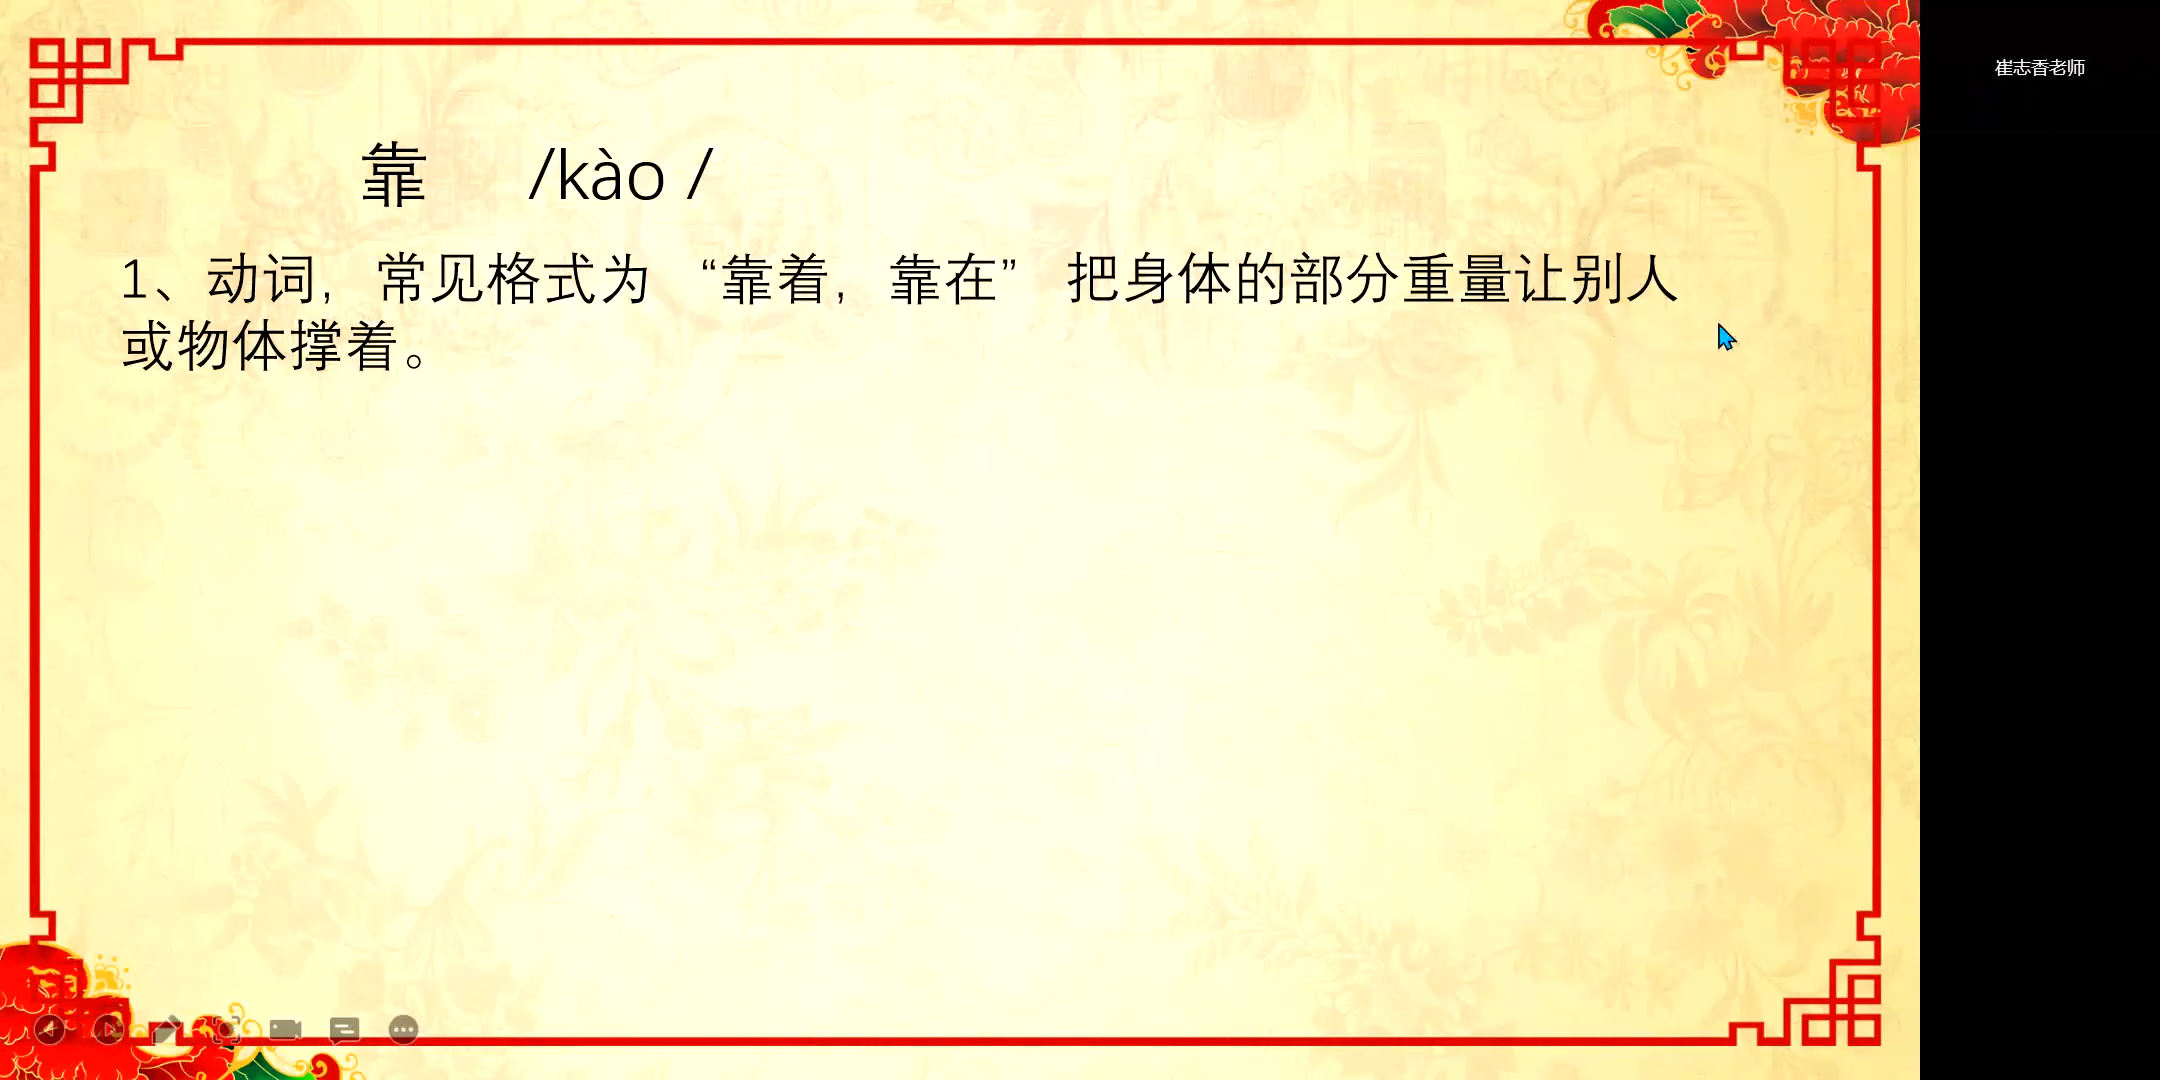 崔志香老师
靠 /kào /
1、动词，常见格式为 “靠着，靠在” 把身体的部分重量让别人
或物体撑着。